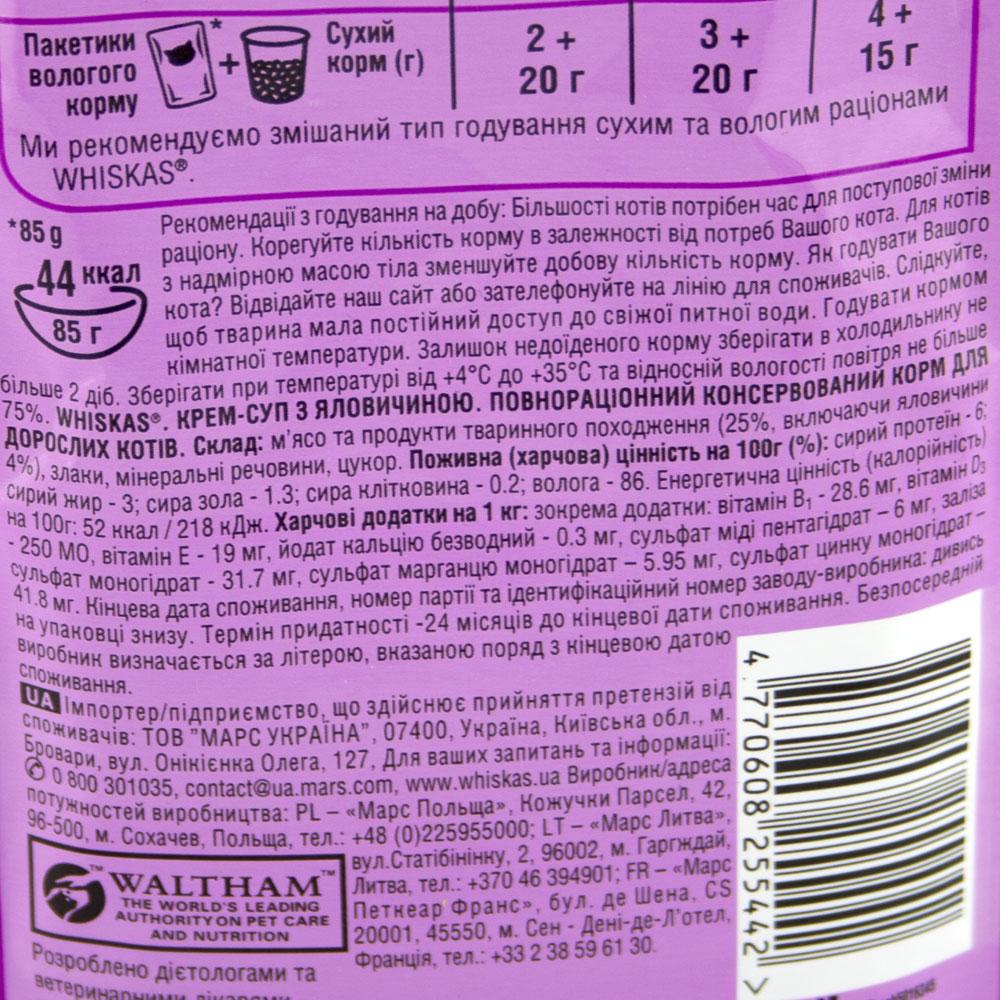 Пакетики вологого корму
*
+
Сухий корм (г)
2 +
20 г
3 +
20 г
4 +
15 г
Ми рекомендуємо змішаний тип годування сухим та вологим раціонами
WHISKAS®.
*85 g
44 ккал
85 г
Рекомендації з годування на добу: Більшості котів потрібен час для поступової зміни
раціону. Корегуйте кількість корму в залежності від потреб Вашого кота. Для котів
з надмірною масою тіла зменшуйте добову кількість корму. Як годувати Вашого
кота? Відвідайте наш сайт або зателефонуйте на лінію для споживачів. Слідкуйте,
щоб тварина мала постійний доступ до свіжої питної води. Годувати кормом
кімнатної температури. Залишок недоїденого корму зберігати в холодильнику не
більше 2 діб. Зберігати при температурі від +4°C до +35°C та відносній вологості повітря не більше
75%. WHISKAS®. КРЕМ-СУП З ЯЛОВИЧИНОЮ. ПОВНОРАЦІОННИЙ КОНСЕРВОВАНИЙ КОРМ ДЛЯ
ДОРОСЛИХ КОТІВ. Склад: м'ясо та продукти тваринного походження (25%, включаючи яловичини
4%), злаки, мінеральні речовини, цукор. Поживна (харчова) цінність на 100г (%): сирий протеїн - 6;
сирий жир - 3; сира зола - 1.3; сира клітковина - 0.2; волога - 86. Енергетична цінність (калорійність)
на 100г: 52 ккал / 218 кДж. Харчові додатки на 1 кг: зокрема додатки: вітамін B₁ - 28.6 мг, вітамін D₃
- 250 МО, вітамін Е - 19 мг, йодат кальцію безводний - 0.3 мг, сульфат міді пентагідрат – 6 мг, заліза
сульфат моногідрат - 31.7 мг, сульфат марганцю моногідрат – 5.95 мг, сульфат цинку моногідрат –
41.8 мг. Кінцева дата споживання, номер партії та ідентифікаційний номер заводу-виробника: дивись
на упаковці знизу. Термін придатності -24 місяців до кінцевої дати споживання. Безпосередній
виробник визначається за літерою, вказаною поряд з кінцевою датою
споживання.
UA Імпортер/підприємство, що здійснює прийняття претензій від
споживачів: ТОВ "МАРС УКРАЇНА", 07400, Україна, Київська обл., м.
Бровари, вул. Онікієнка Олега, 127, Для ваших запитань та інформації:
0 800 301035, contact@ua.mars.com, www.whiskas.ua Виробник/адреса
потужностей виробництва: PL – «Марс Польща», Кожучки Парсел, 42,
96-500, м. Сохачев, Польща, тел.: +48 (0)225955000; LT – «Марс Литва»,
вул.Статібінінку, 2, 96002, м. Гаргждай,
Литва, тел.: +370 46 394901; FR – «Марс
Петкеар Франс», бул. де Шена, CS
20001, 45550, м. Сен - Дені-де-Л'отел,
Франція, тел.: +33 2 38 59 61 30.
WALTHAM™
THE WORLD'S LEADING
AUTHORITY ON PET CARE
AND NUTRITION
Розроблено дієтологами та
ветеринарними лікарями
4 770608 255442 >